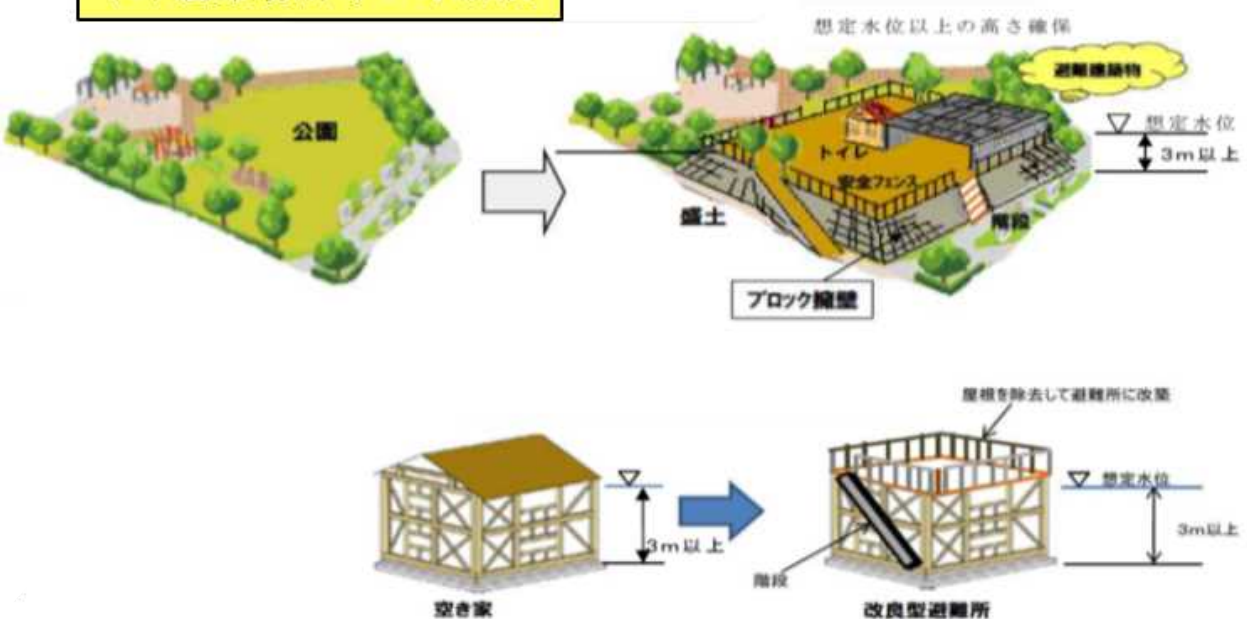 想定水位以上の高さ確保
避難建築物
公園
想定水位
3m以上
トイレ
安全フェンス
盛土
階段
ブロック擁壁
屋根を除去して避難所に改築
想定水位
3m以上
3m以上
階段
空き家
改良型避難所